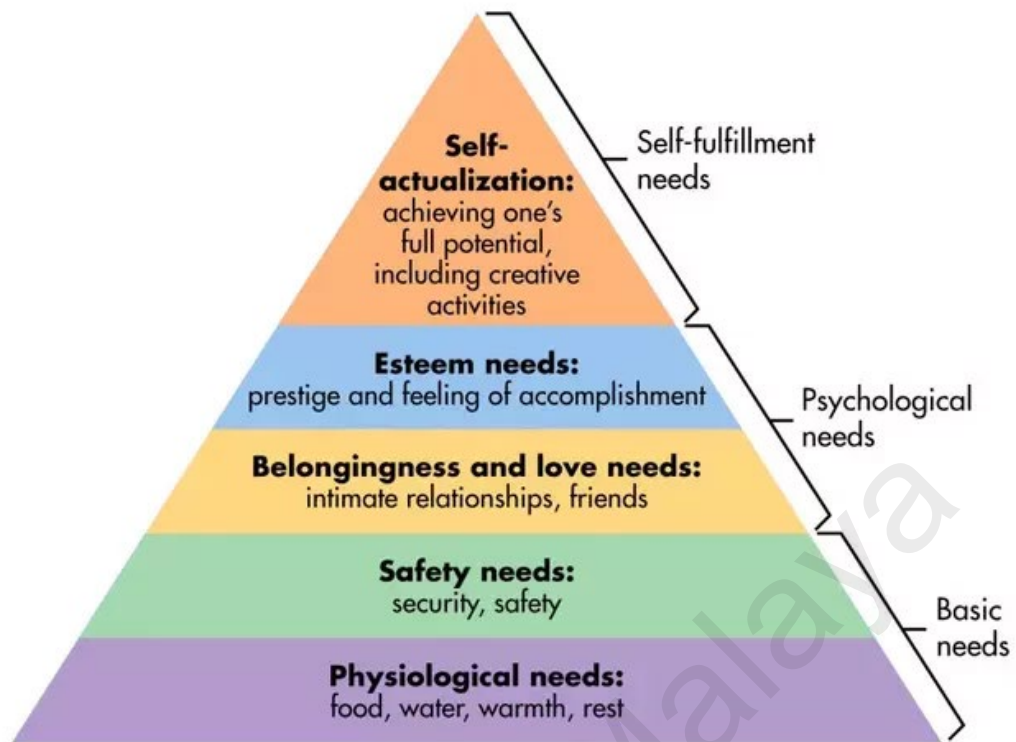 Self-
actualization:
achieving one's
full potential,
including creative
activities
Self-fulfillment
needs
Esteem needs:
prestige and feeling of accomplishment
Psychological
needs
Belongingness and love needs:
intimate relationships, friends
Safety needs:
security, safety
Basic
needs
Physiological needs:
food, water, warmth, rest
Malaya